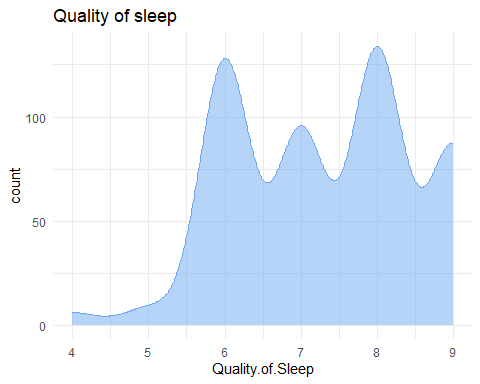 Quality of sleep
count
100
50
0
4 5 6 7 8 9
Quality.of.Sleep